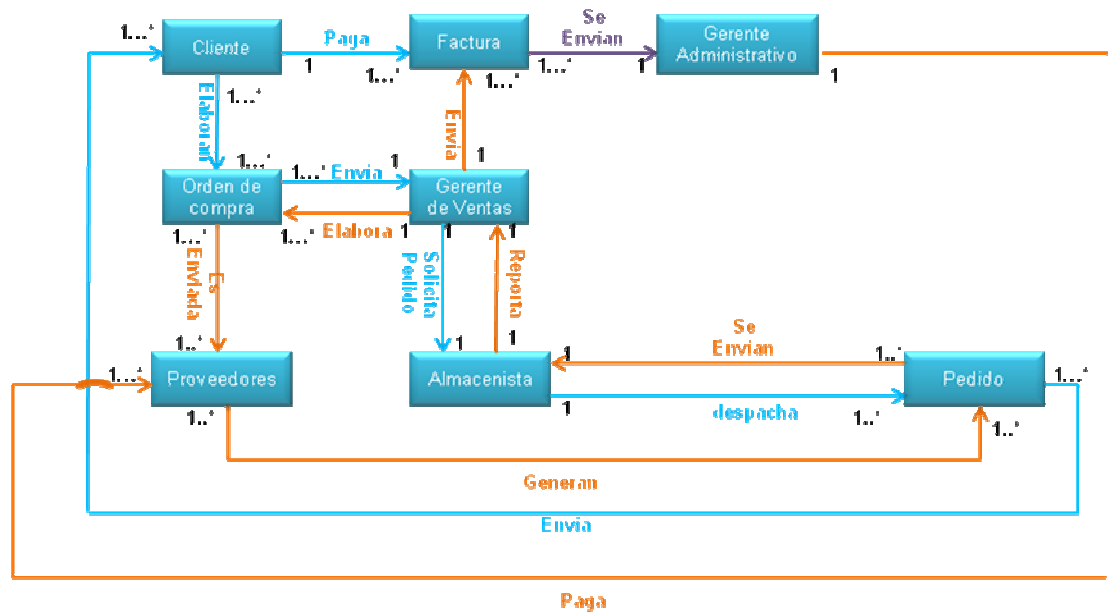 1...*
Cliente
Paga
1
1...*
Factura
Se
Envian
1...*
1
Gerente
Administrativo
1
1...*
Elaboran
1...*
1...*
Envia
1
1...*
Envia
1
Orden de
compra
Gerente
de Ventas
1...*
1...*
Elabora
1
1
1
Es
Enviada
Solicita
Pedido
Reporta
1..*
1
1
1...*
Proveedores
1..*
Almacenista
1
Se
Envian
1..*
1
despacha
1..*
Pedido
1...*
1..*
Generan
Envia
Paga